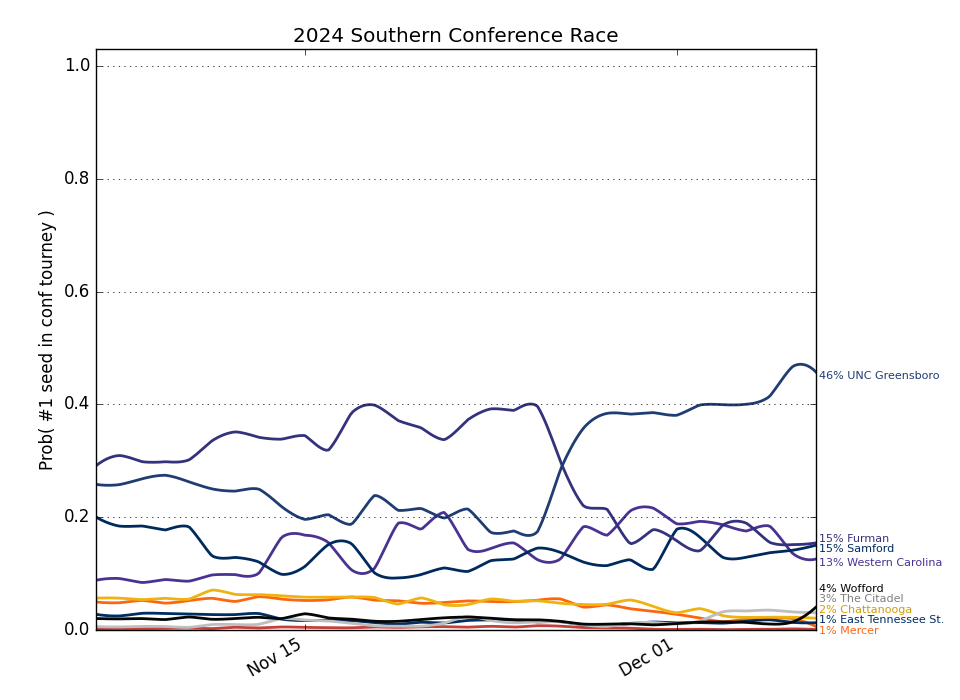 2024 Southern Conference Race
Prob( #1 seed in conf tourney )
1.0
0.8
0.6
0.4
0.2
0.0
Nov 15
Dec 01
46% UNC Greensboro
15% Furman
15% Samford
13% Western Carolina
4% Wofford
3% The Citadel
2% Chattanooga
1% East Tennessee St.
1% Mercer